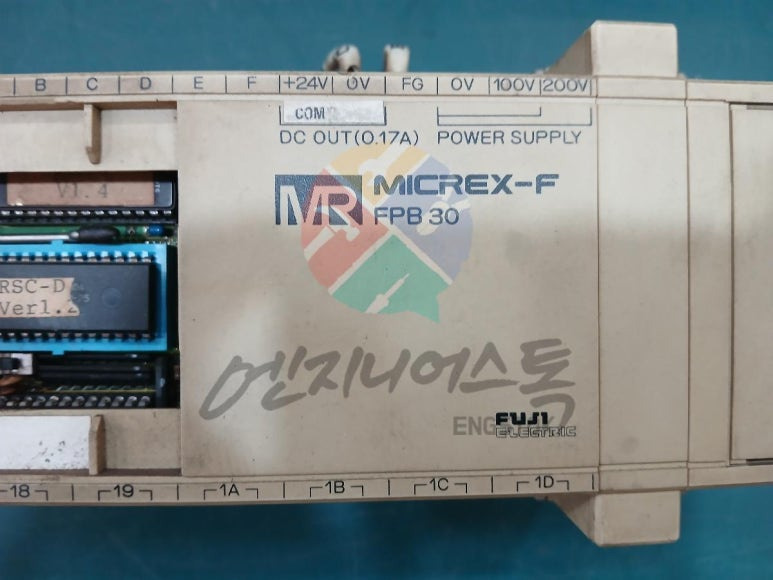 B C D E F +24V 0V FG 0V 100V 200V
COM
DC OUT(0.17A) POWER SUPPLY
MR MICREX-F
FPB 30
V1.4
RSC-D
Ver1.2
엔지니어스톡
FUJI
ELECTRIC
18 19 1A 1B 1C 1D